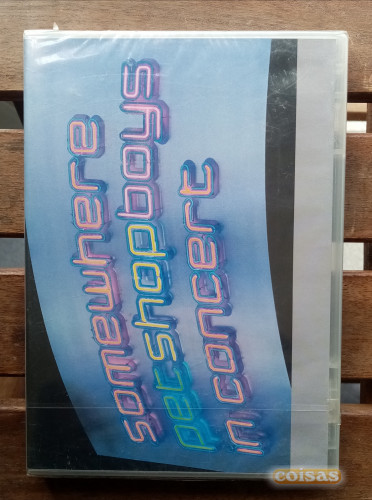 somewhere
petshopboys
in concert
coisas